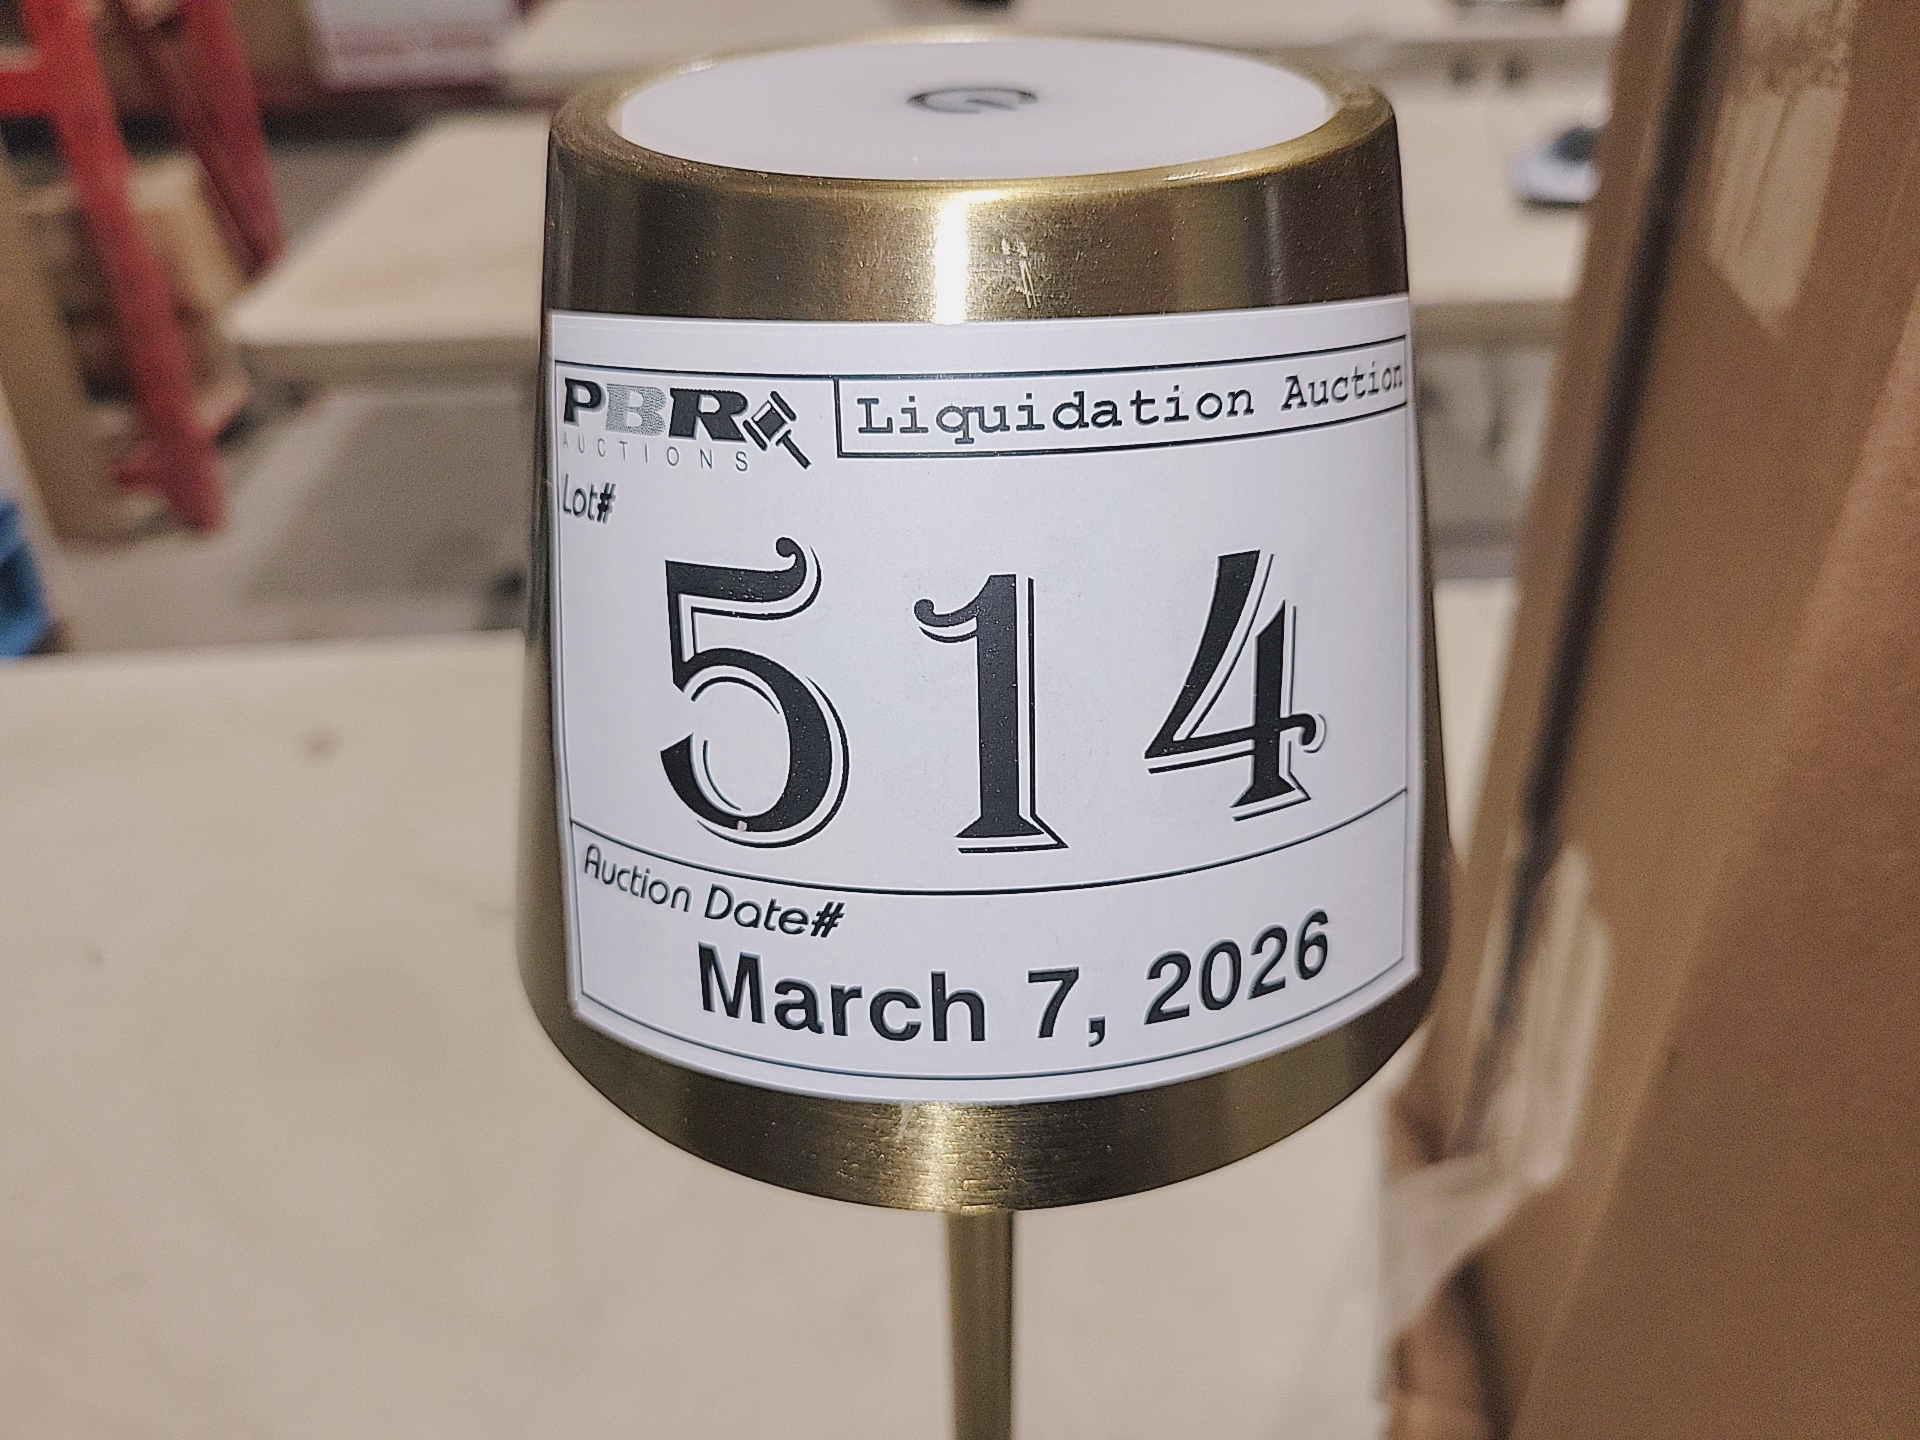 PBR
AUCTIONS
Liquidation Auction
Lot#
514
Auction Date#
March 7, 2026